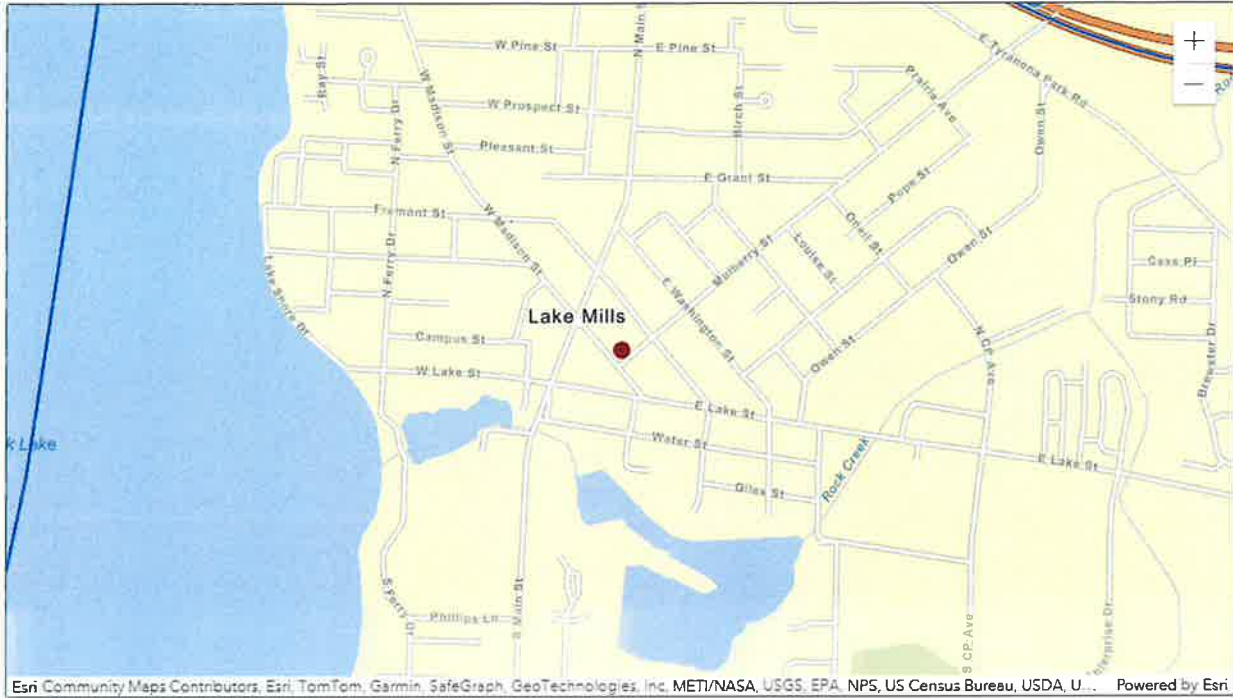 N Main S
W Pine St
E Pine St
Ray St
W Madison St
W Prospect St
N Ferry Dr
Birch St
Prairie Ave
E Tyranena Park Rd
Owen St
Ro
Pleasant St
E Grant St
Pope St
Fremont St
W Madison St
Oneil St
Louise St
Mulberry St
Owen St
N Ferry Dr
Lake Shore Dr
E Washington St
Cass Pl
Stony Rd
Lake Mills
Campus St
Owen St
N CP Ave
Brewster Dr
W Lake St
E Lake St
k Lake
Water St
Rock Creek
E Lake St
Giles St
S Ferry Dr
Phillips Ln
S Main St
S CP Ave
nterprise Dr
+
−
Esri Community Maps Contributors, Esri, TomTom, Garmin, SafeGraph, GeoTechnologies, Inc, METI/NASA, USGS, EPA, NPS, US Census Bureau, USDA, U... Powered by Esri